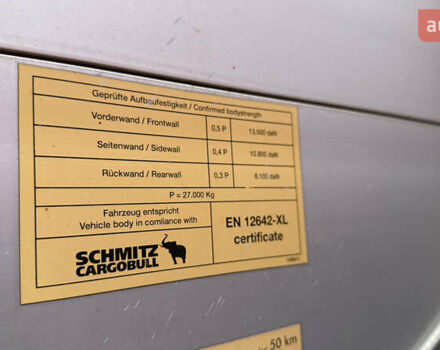 au
Geprüfte Aufbaufestigkeit / Confirmed bodystrength
Vorderwand / Frontwall 0,5 P 13.500 daN
Seitenwand / Sidewall 0,4 P 10.800 daN
Rückwand / Rearwall 0,3 P 8.100 daN
P = 27.000 Kg
Fahrzeug entspricht
Vehicle body in comliance with
EN 12642-XL
certificate
SCHMITZ
CARGOBULL
50 km